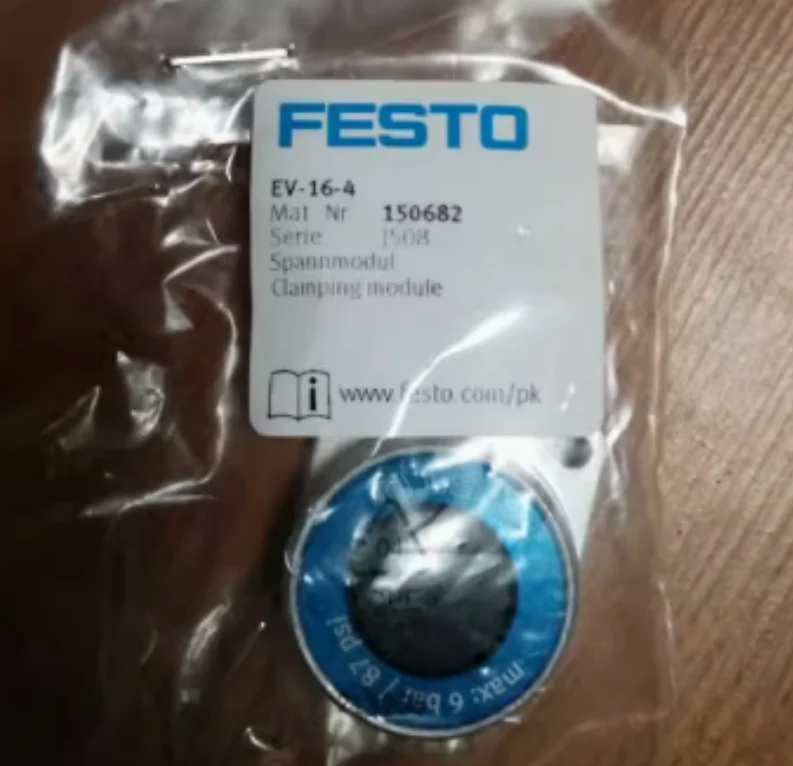 FESTO
EV-16-4
Mat Nr 150682
Serie J508
Spannmodul
Clamping module
i www.festo.com/pk
max: 6 bar / 87 psi